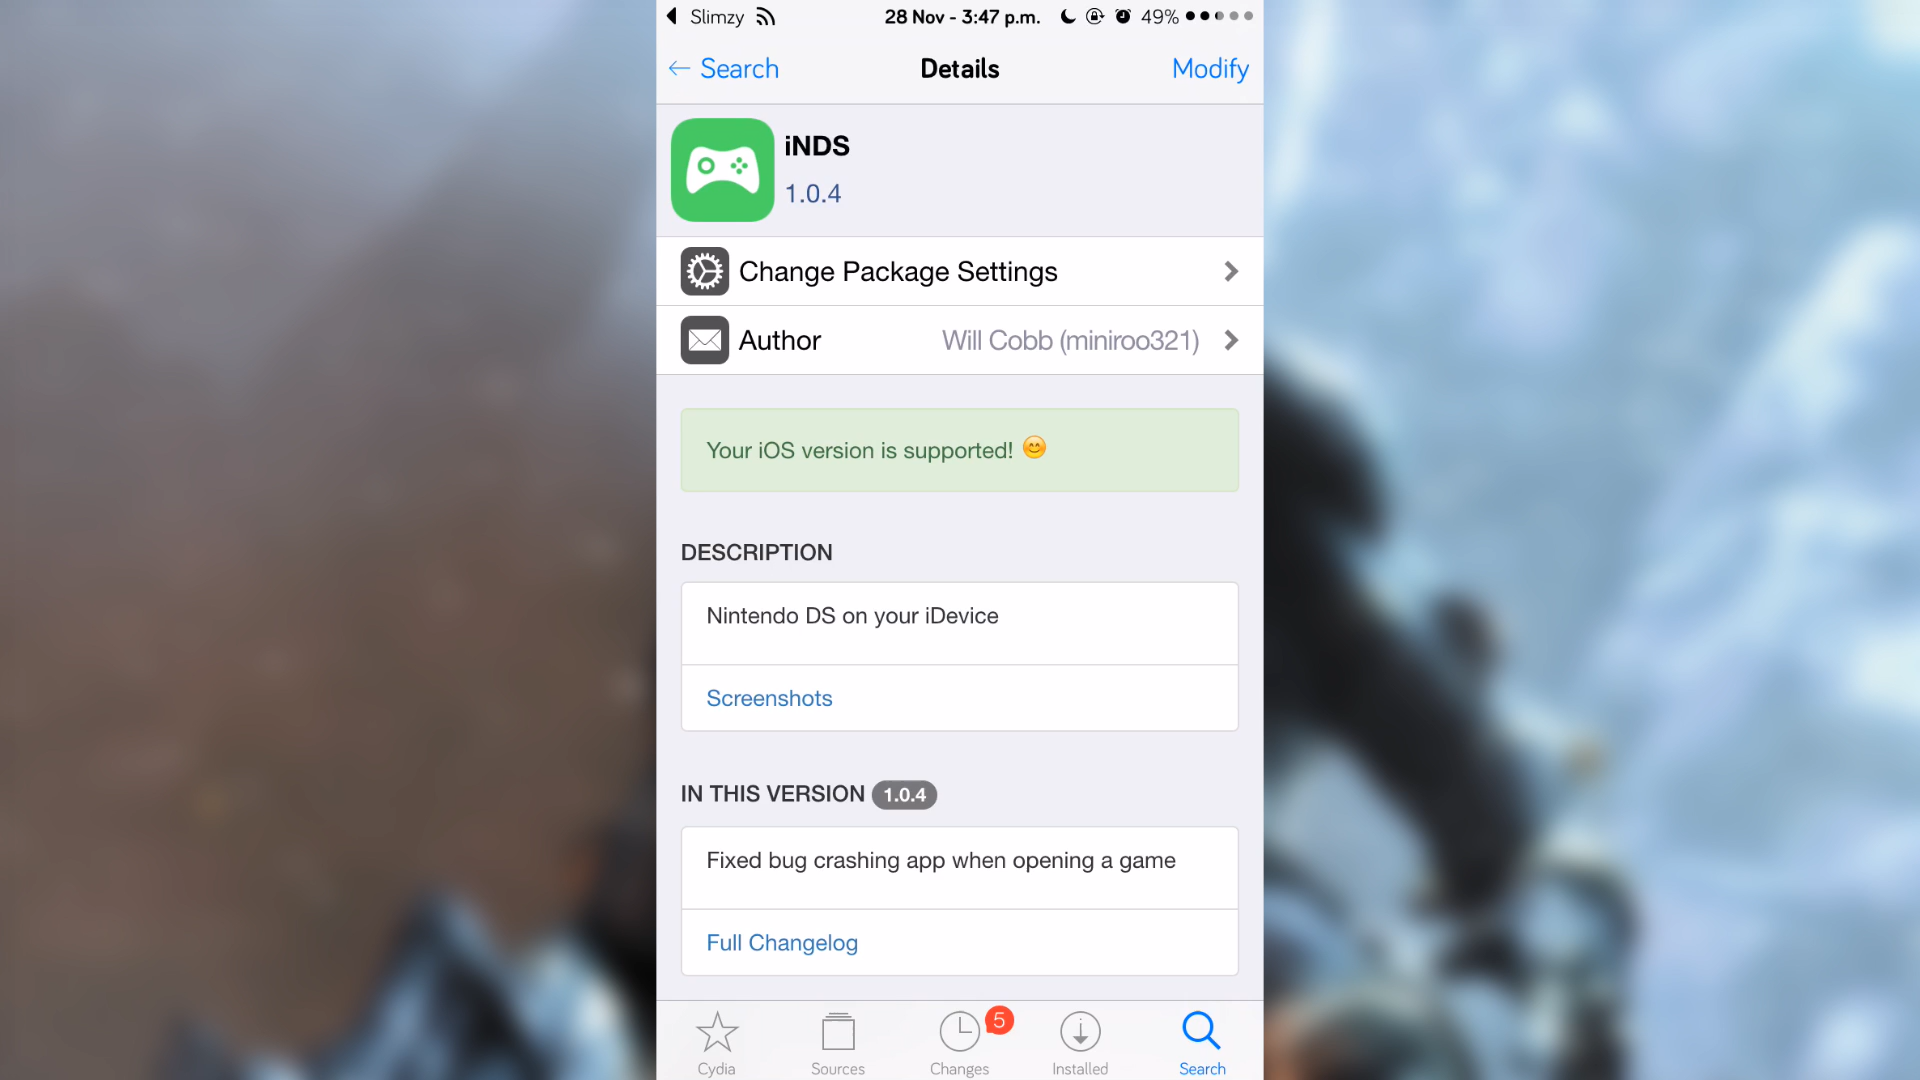 Slimzy 28 Nov - 3:47 p.m. 49%
Search Details Modify
iNDS
1.0.4
Change Package Settings
Author Will Cobb (miniroo321)
Your iOS version is supported! 😊
DESCRIPTION
Nintendo DS on your iDevice
Screenshots
IN THIS VERSION 1.0.4
Fixed bug crashing app when opening a game
Full Changelog
5
Cydia Sources Changes Installed Search